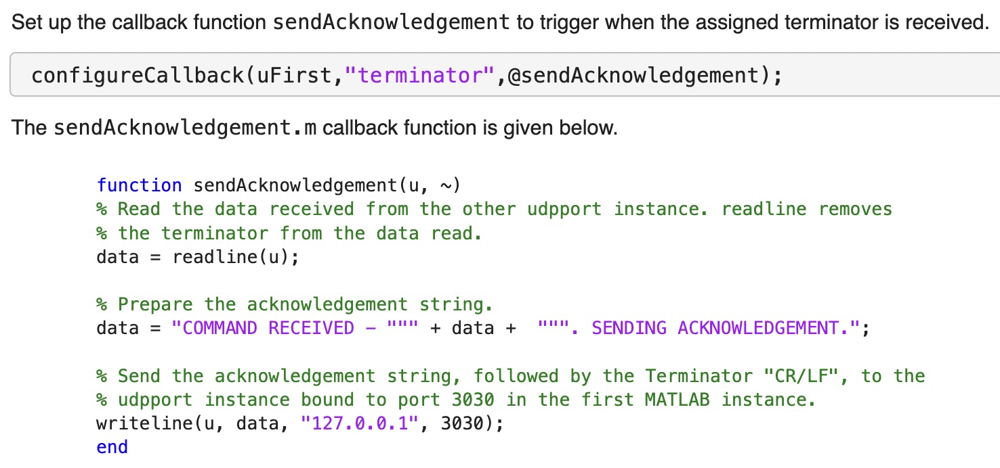 Set up the callback function sendAcknowledgement to trigger when the assigned terminator is received.
configureCallback(uFirst,"terminator",@sendAcknowledgement);
The sendAcknowledgement.m callback function is given below.
function sendAcknowledgement(u, ~)
% Read the data received from the other udpport instance. readline removes
% the terminator from the data read.
data = readline(u);
% Prepare the acknowledgement string.
data = "COMMAND RECEIVED – """ + data +  """. SENDING ACKNOWLEDGEMENT.";
% Send the acknowledgement string, followed by the Terminator "CR/LF", to the
% udpport instance bound to port 3030 in the first MATLAB instance.
writeline(u, data, "127.0.0.1", 3030);
end